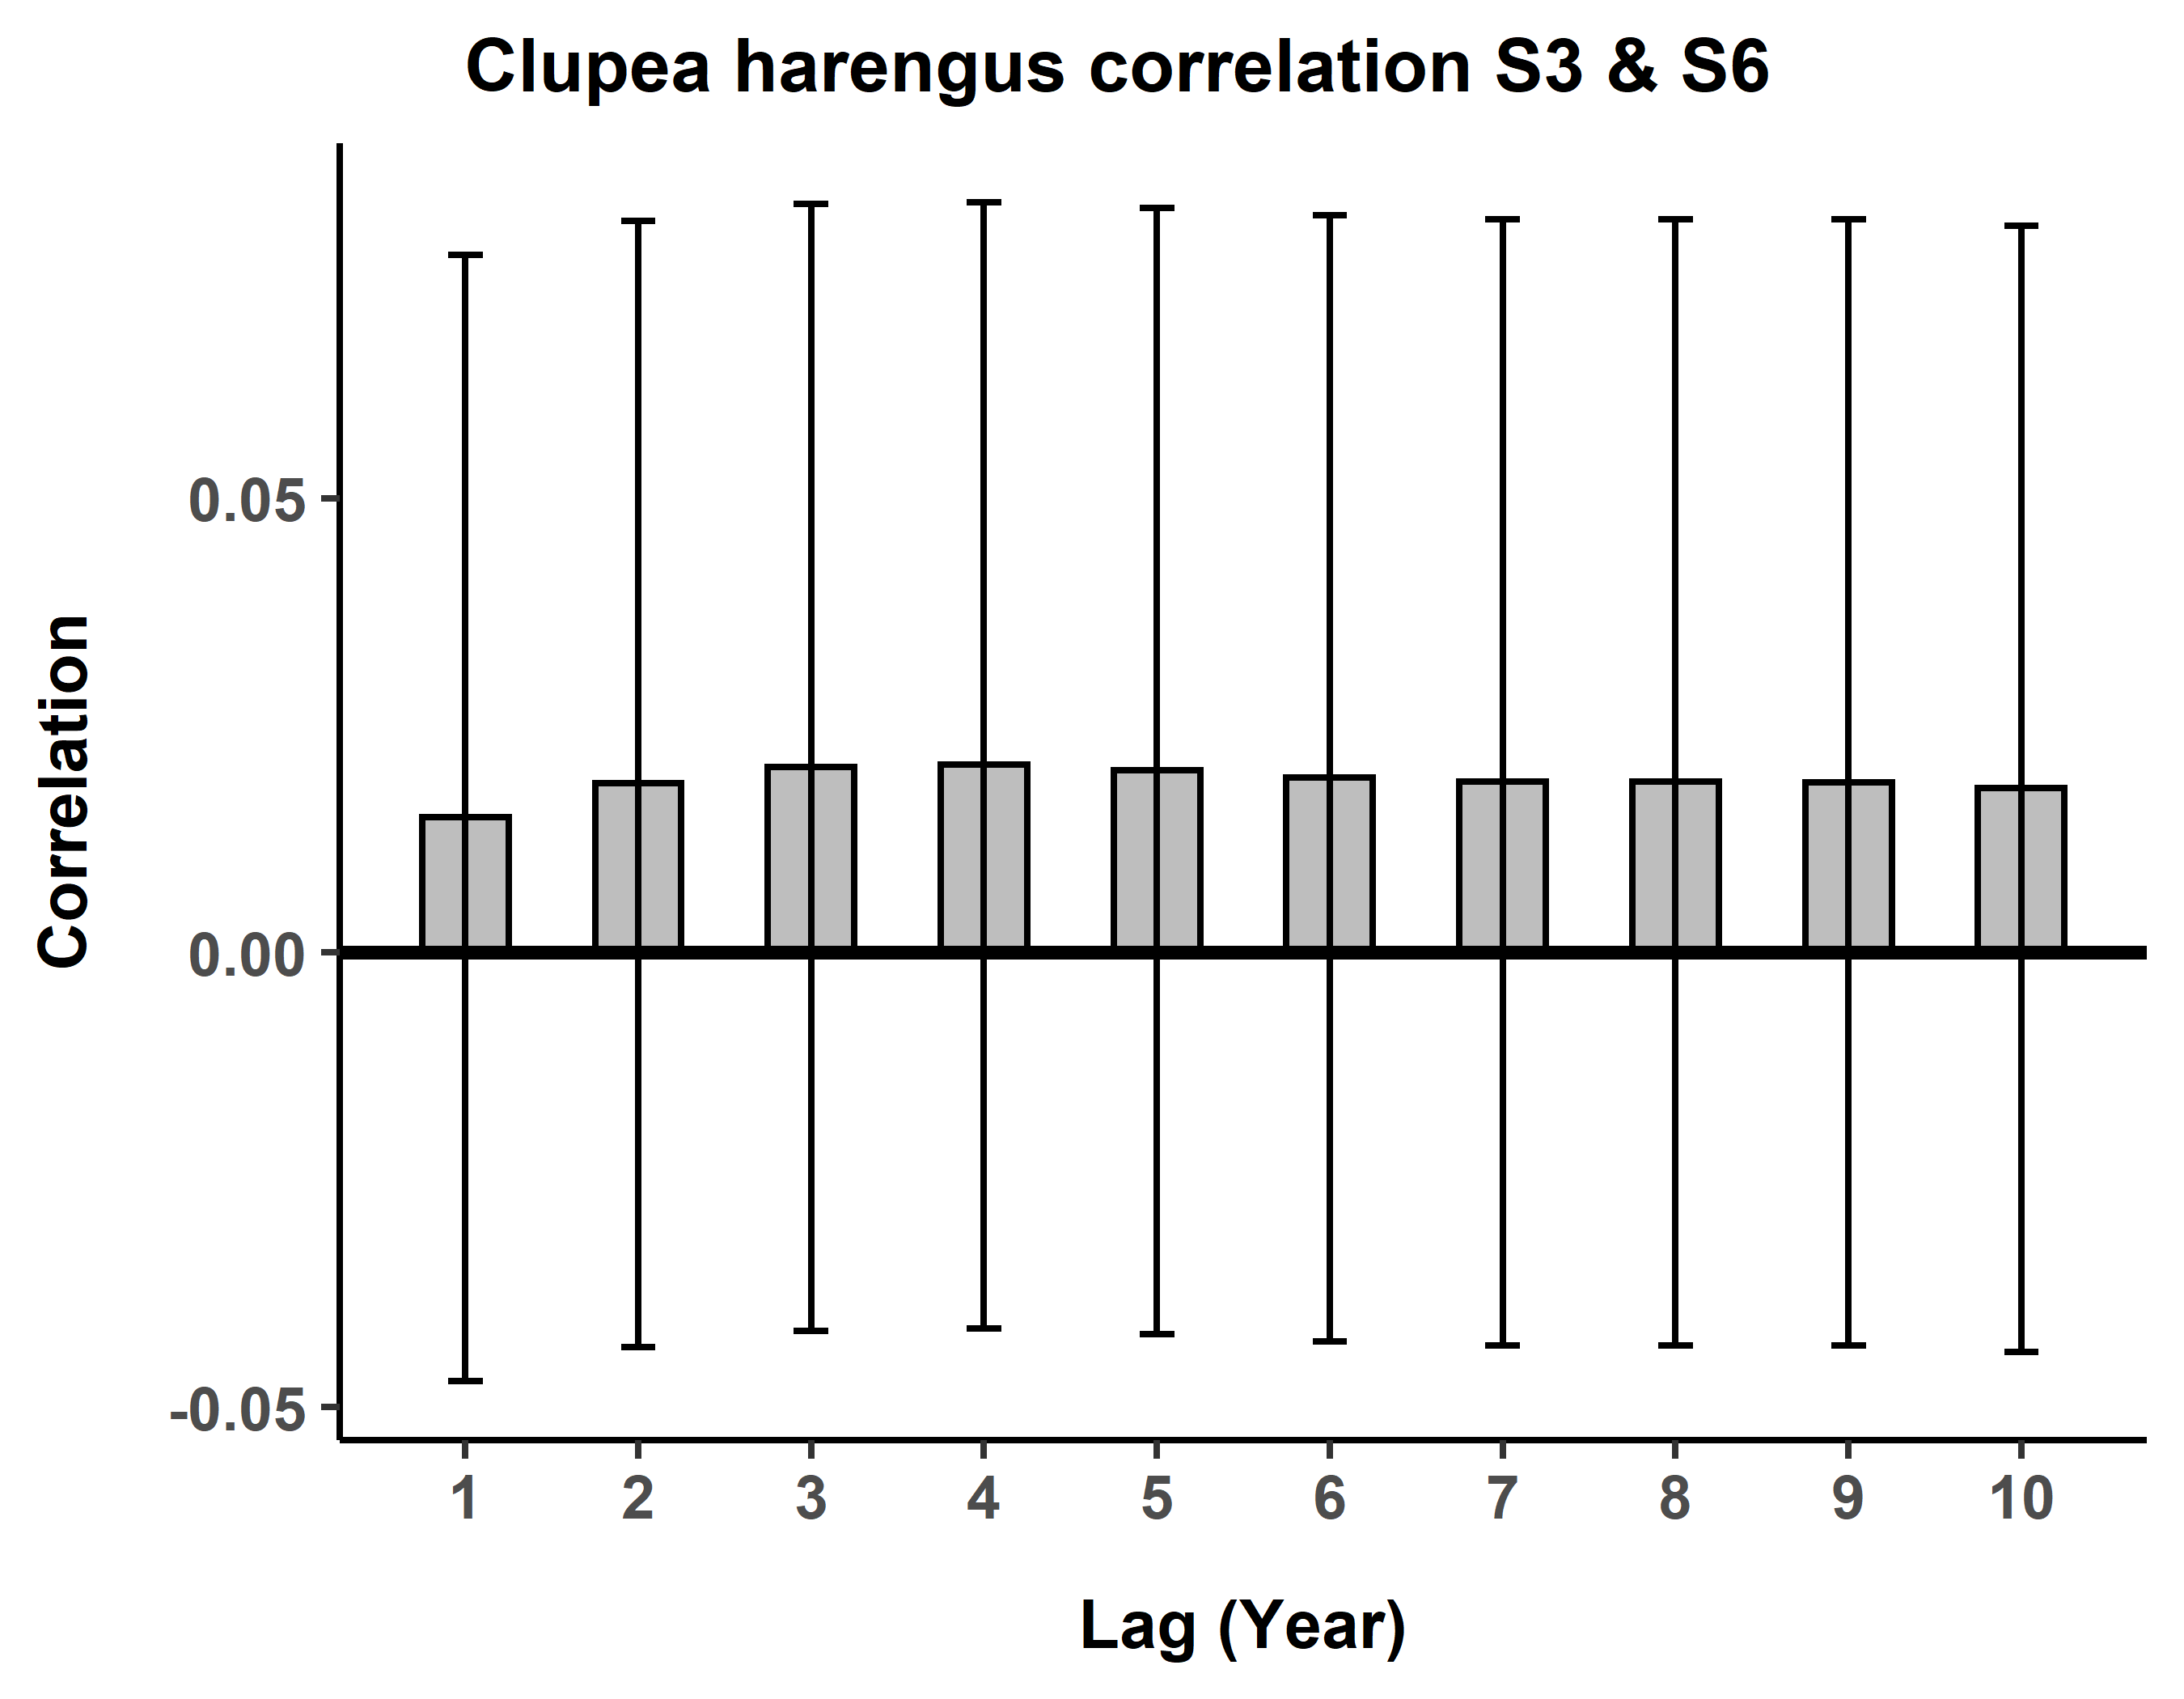 Clupea harengus correlation S3 & S6
Correlation
0.05
0.00
-0.05
1 2 3 4 5 6 7 8 9 10
Lag (Year)